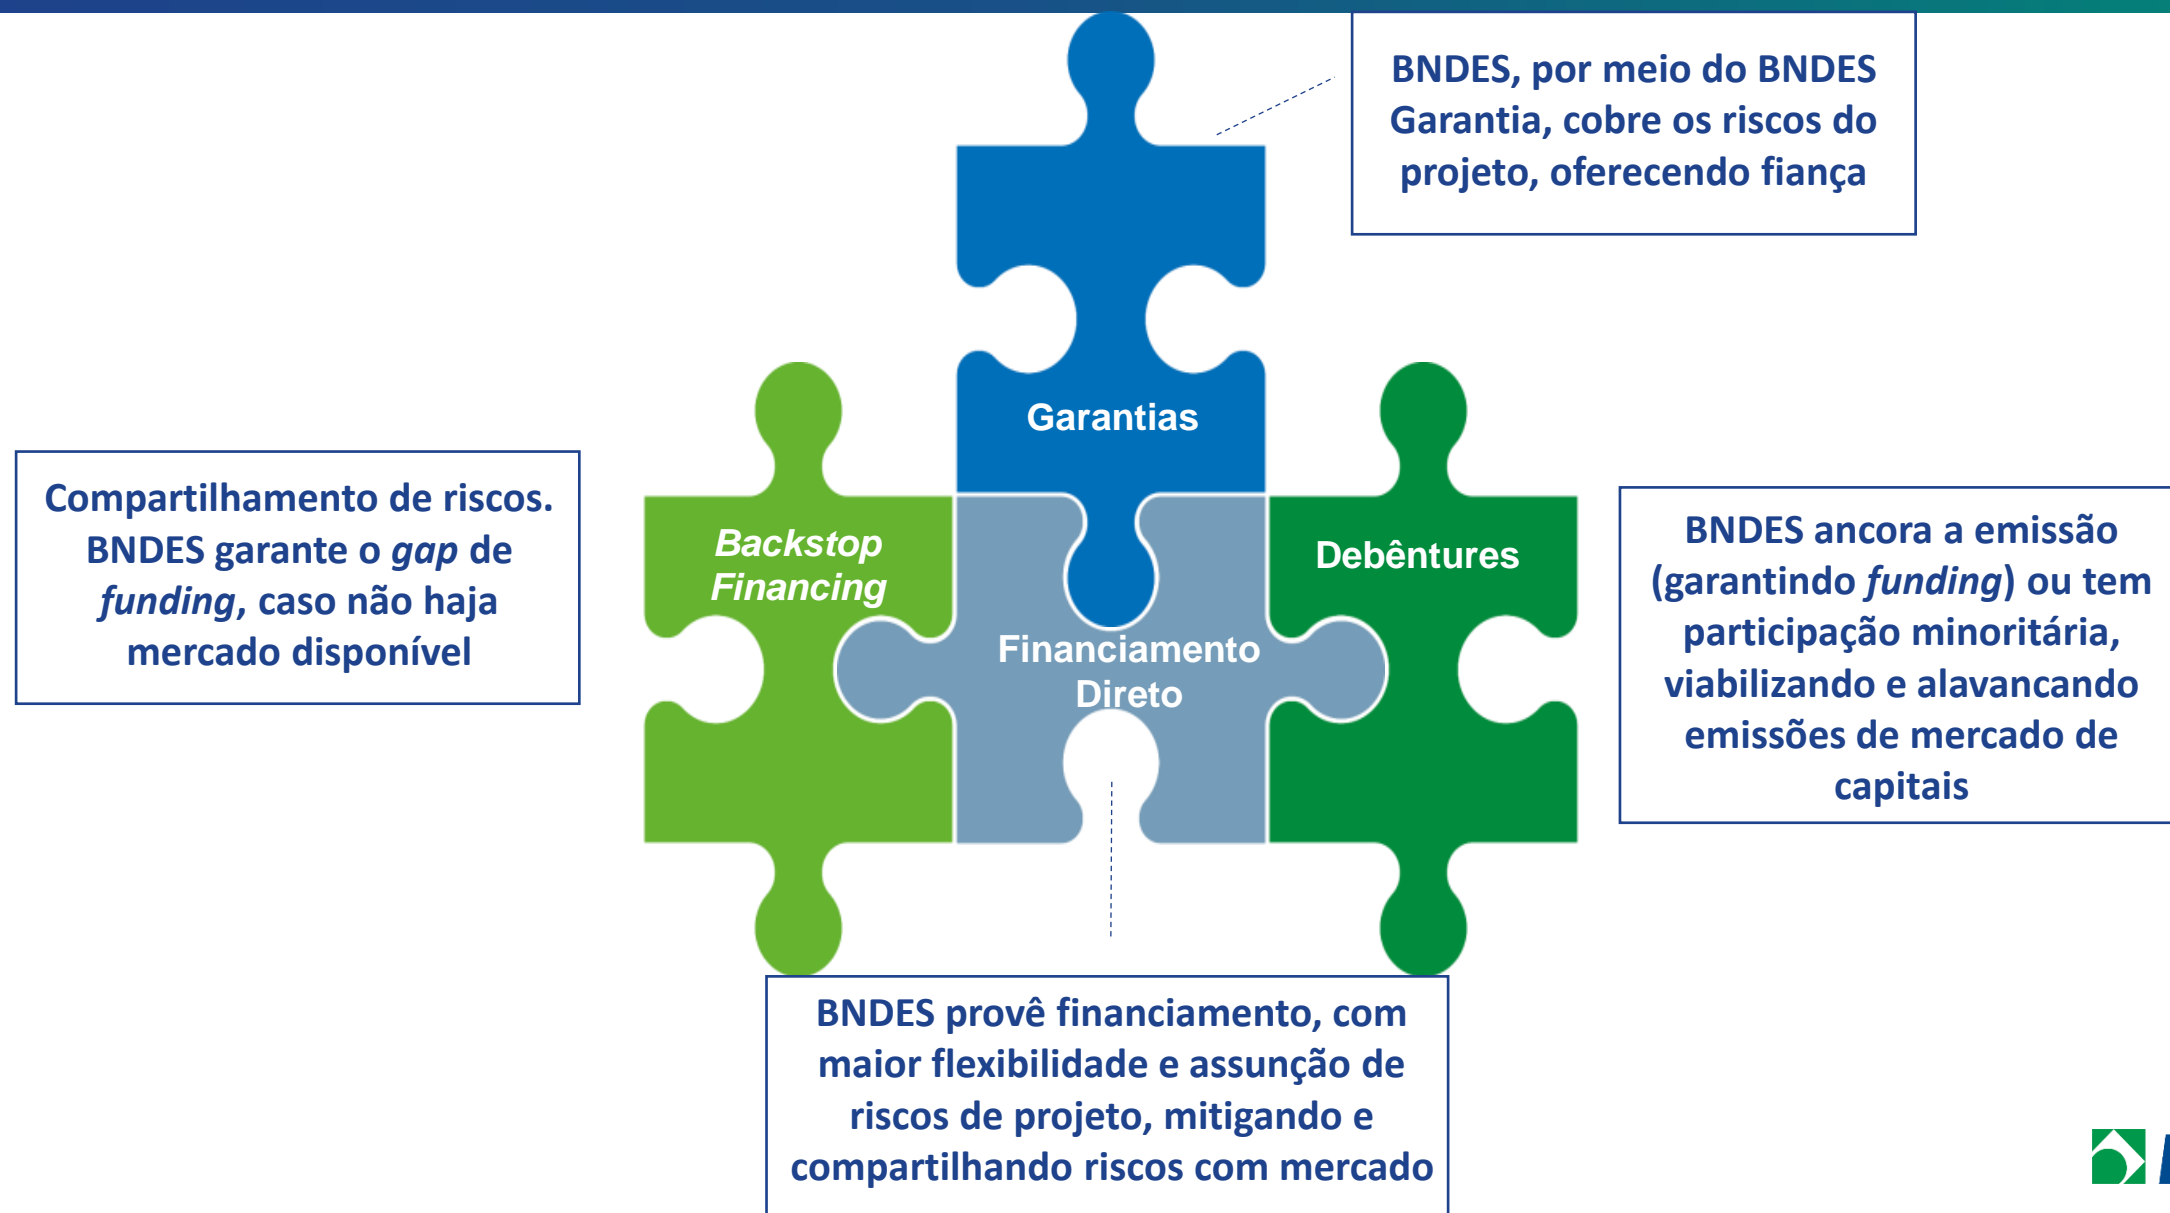 BNDES, por meio do BNDES
Garantia, cobre os riscos do
projeto, oferecendo fiança
Garantias
Compartilhamento de riscos.
BNDES garante o gap de
funding, caso não haja
mercado disponível
Backstop
Financing
Debêntures
BNDES ancora a emissão
(garantindo funding) ou tem
participação minoritária,
viabilizando e alavancando
emissões de mercado de
capitais
Financiamento
Direto
BNDES provê financiamento, com
maior flexibilidade e assunção de
riscos de projeto, mitigando e
compartilhando riscos com mercado